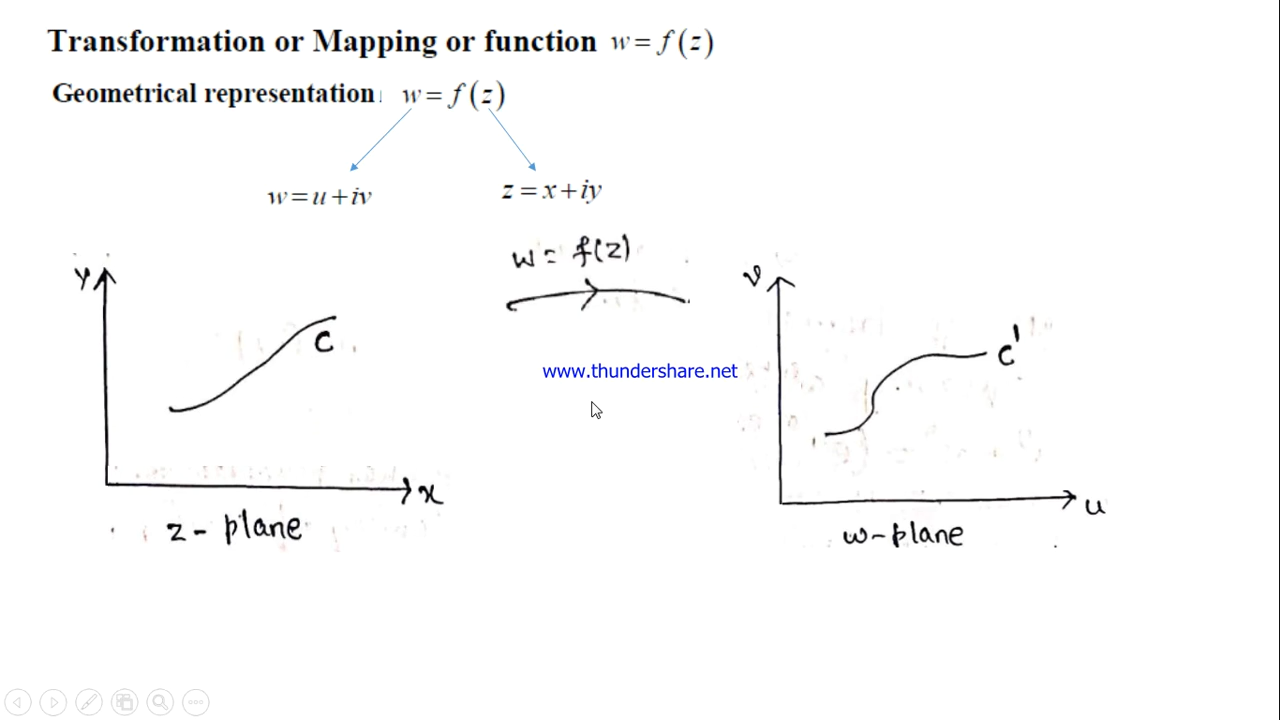 Transformation or Mapping or function w = f(z)
Geometrical representation: w = f(z)
w = u + iv
z = x + iy
w = f(z)
y
C
x
z - plane
www.thundershare.net
v
C'
u
w - plane